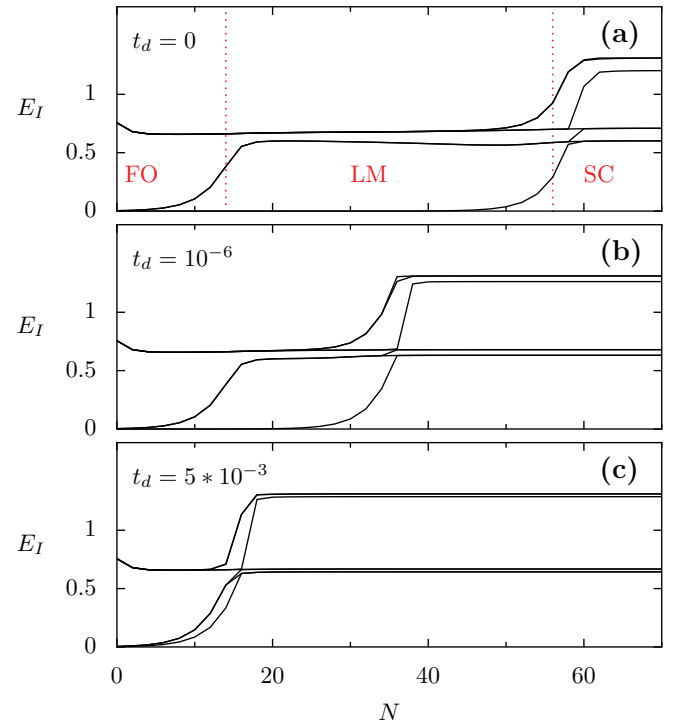 t_d = 0
(a)
E_I
1
0.5
0
FO
LM
SC
t_d = 10^{-6}
(b)
E_I
1
0.5
0
t_d = 5 * 10^{-3}
(c)
E_I
1
0.5
0
0 20 40 60
N